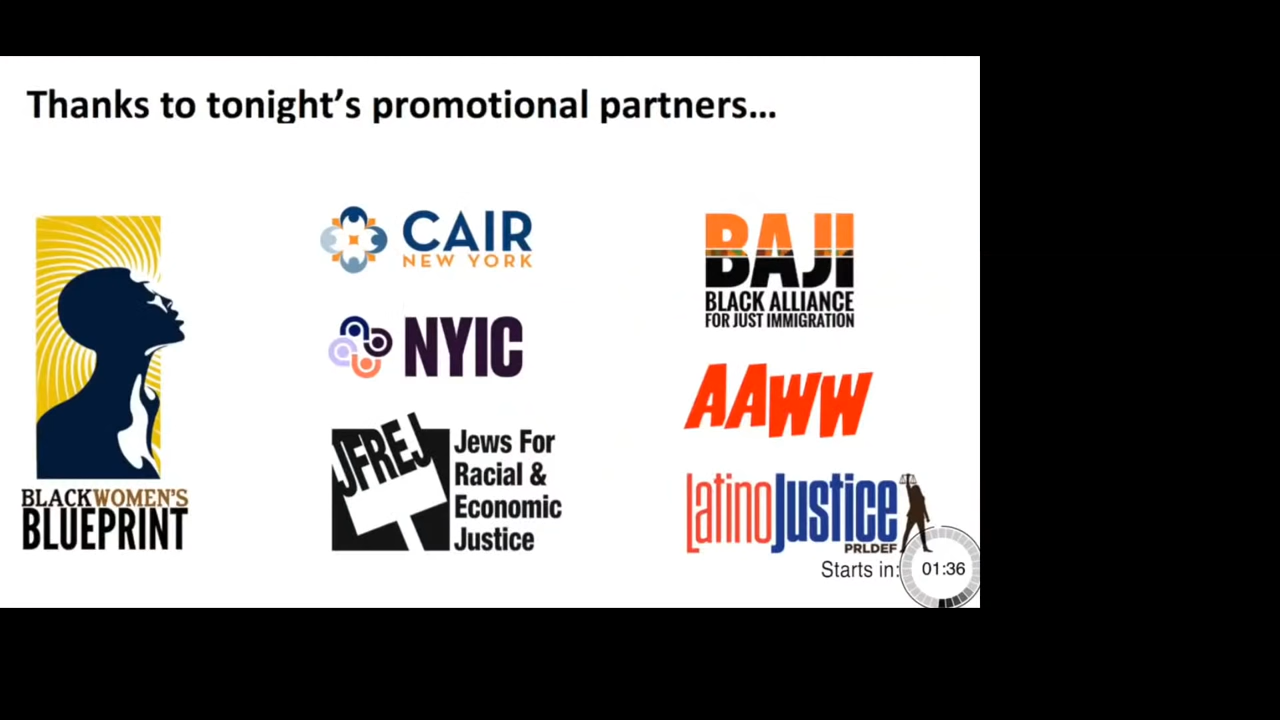 Thanks to tonight’s promotional partners…
BLACKWOMEN'S
BLUEPRINT
CAIR
NEW YORK
NYIC
JFREJ
Jews For
Racial &
Economic
Justice
BAJI
BLACK ALLIANCE
FOR JUST IMMIGRATION
AAWW
LatinoJustice
PRLDEF
Starts in: 01:36